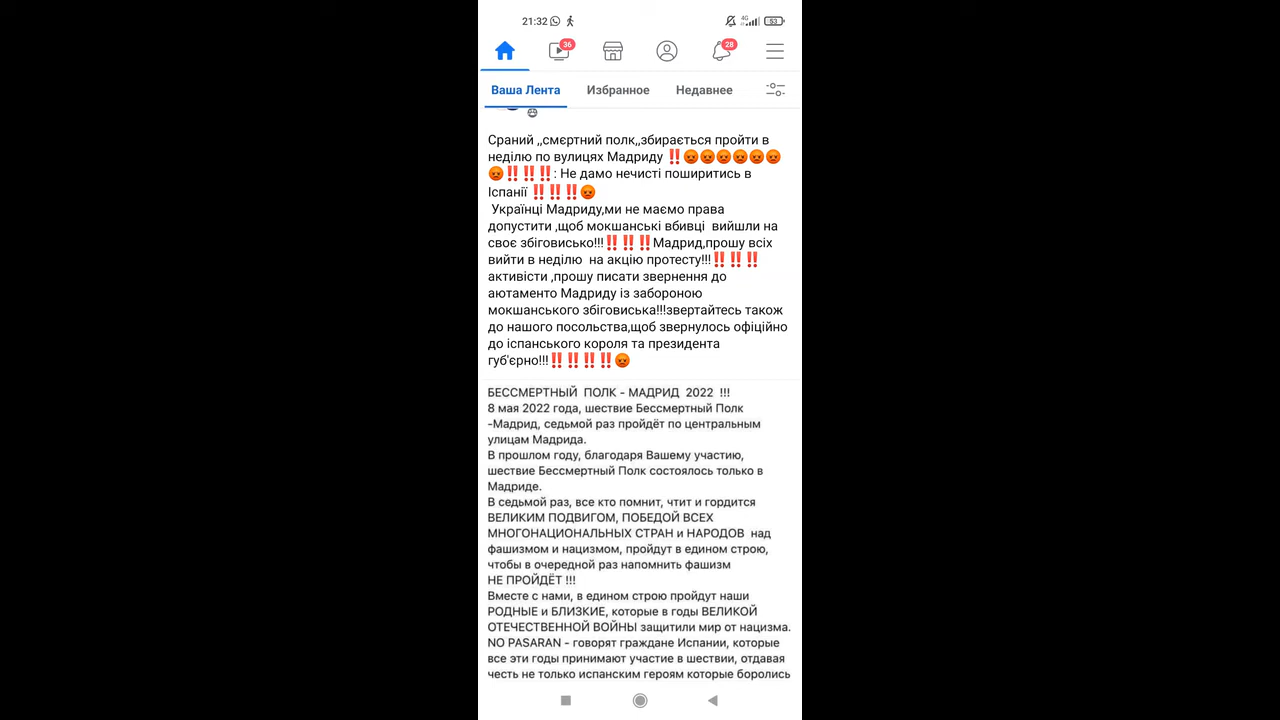 21:32
4G
53
36
28
Ваша Лента
Избранное
Недавнее
Сраний ,,смєртний полк,,збирається пройти в
неділю по вулицях Мадриду ‼️😡😡😡😡😡😡
😡‼️‼️‼️: Не дамо нечисті поширитись в
Іспанії ‼️‼️‼️😡
Українці Мадриду,ми не маємо права
допустити ,щоб мокшанські вбивці вийшли на
своє збіговисько!!!‼️‼️‼️Мадрид,прошу всіх
вийти в неділю на акцію протесту!!!‼️‼️‼️
активісти ,прошу писати звернення до
аютаменто Мадриду із забороною
мокшанського збіговиська!!!звертайтесь також
до нашого посольства,щоб звернулось офіційно
до іспанського короля та президента
губ'єрно!!!‼️‼️‼️‼️😡
БЕССМЕРТНЫЙ ПОЛК - МАДРИД 2022 !!!
8 мая 2022 года, шествие Бессмертный Полк
-Мадрид, седьмой раз пройдёт по центральным
улицам Мадрида.
В прошлом году, благодаря Вашему участию,
шествие Бессмертный Полк состоялось только в
Мадриде.
В седьмой раз, все кто помнит, чтит и гордится
ВЕЛИКИМ ПОДВИГОМ, ПОБЕДОЙ ВСЕХ
МНОГОНАЦИОНАЛЬНЫХ СТРАН и НАРОДОВ над
фашизмом и нацизмом, пройдут в едином строю,
чтобы в очередной раз напомнить фашизм
НЕ ПРОЙДЁТ !!!
Вместе с нами, в едином строю пройдут наши
РОДНЫЕ и БЛИЗКИЕ, которые в годы ВЕЛИКОЙ
ОТЕЧЕСТВЕННОЙ ВОЙНЫ защитили мир от нацизма.
NO PASARAN - говорят граждане Испании, которые
все эти годы принимают участие в шествии, отдавая
честь не только испанским героям которые боролись